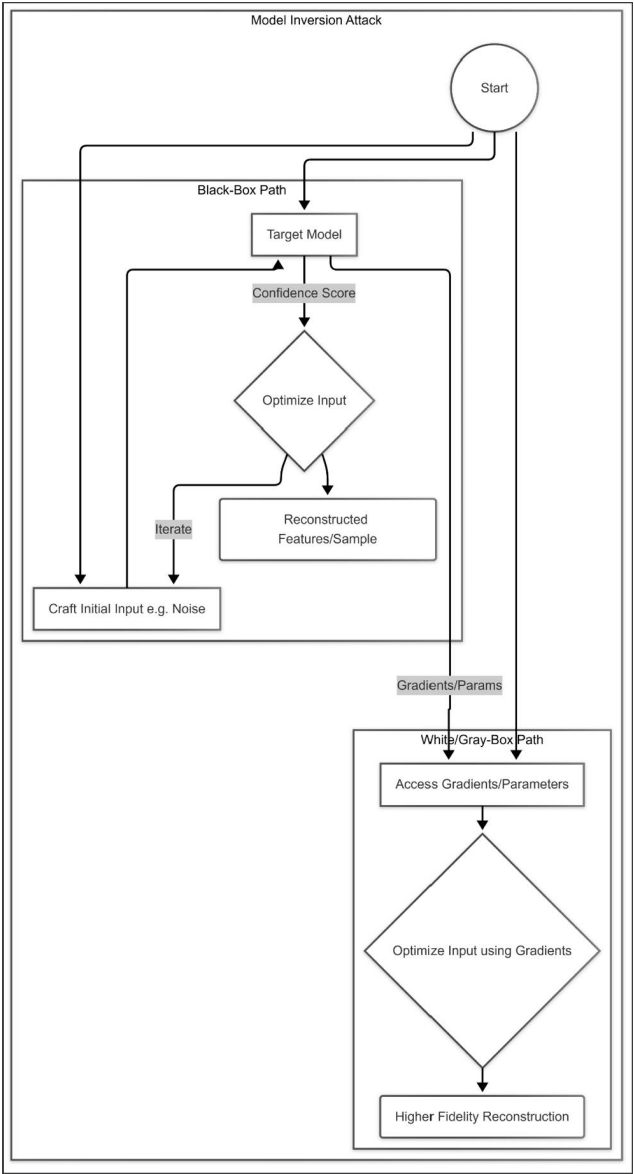 Model Inversion Attack
Start
Black-Box Path
Target Model
Confidence Score
Optimize Input
Reconstructed
Features/Sample
Iterate
Craft Initial Input e.g. Noise
Gradients/Params
White/Gray-Box Path
Access Gradients/Parameters
Optimize Input using Gradients
Higher Fidelity Reconstruction